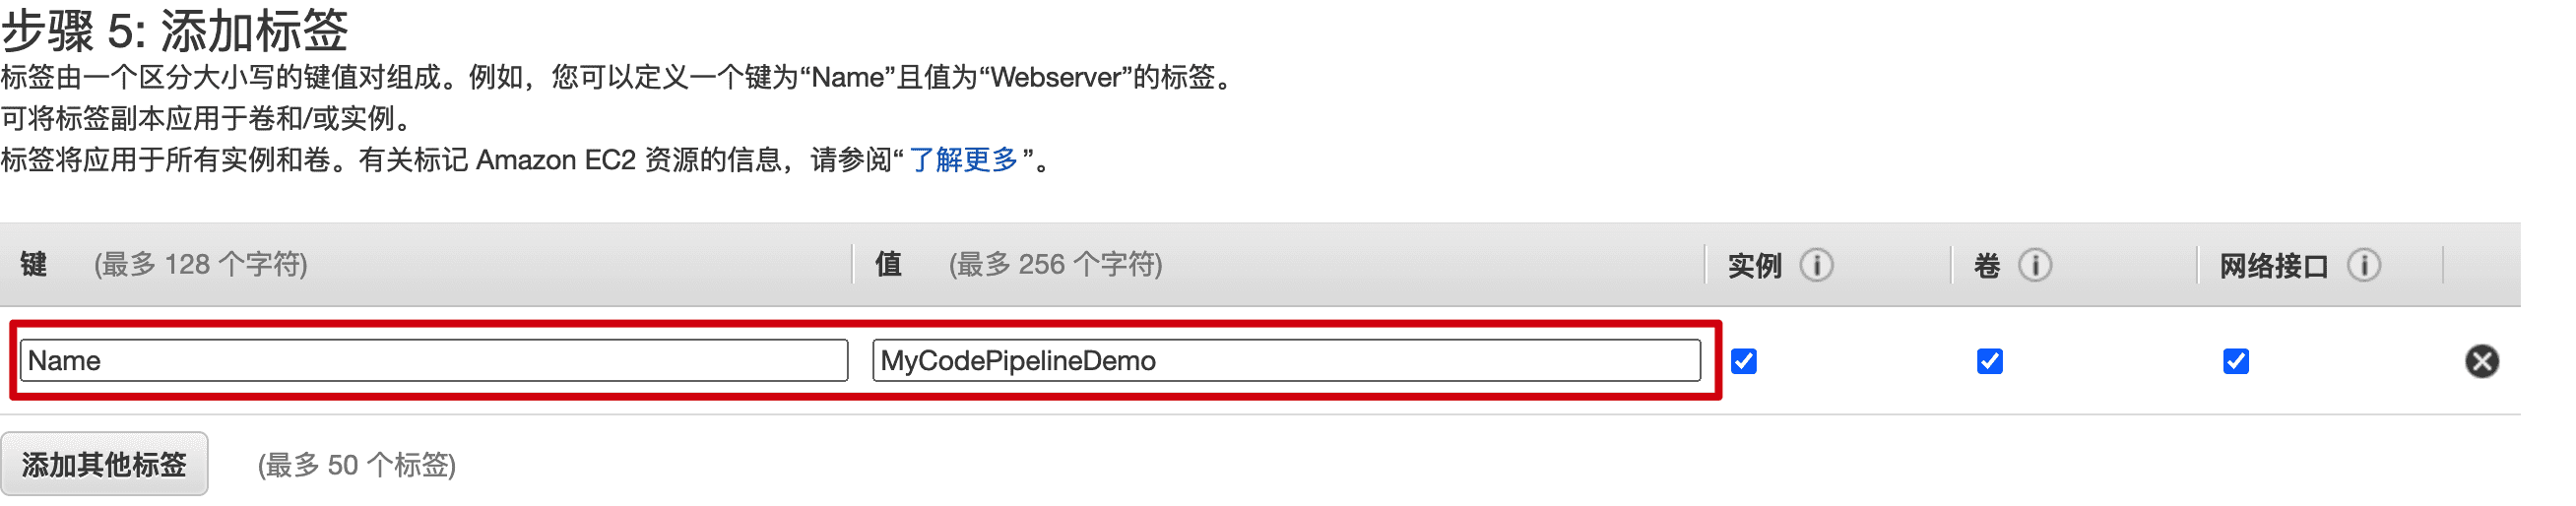 步骤 5: 添加标签
标签由一个区分大小写的键值对组成。例如，您可以定义一个键为“Name”且值为“Webserver”的标签。
可将标签副本应用于卷和/或实例。
标签将应用于所有实例和卷。有关标记 Amazon EC2 资源的信息，请参阅“了解更多”。
键 (最多 128 个字符) 值 (最多 256 个字符) 实例 卷 网络接口
Name MyCodePipelineDemo
添加其他标签 (最多 50 个标签)